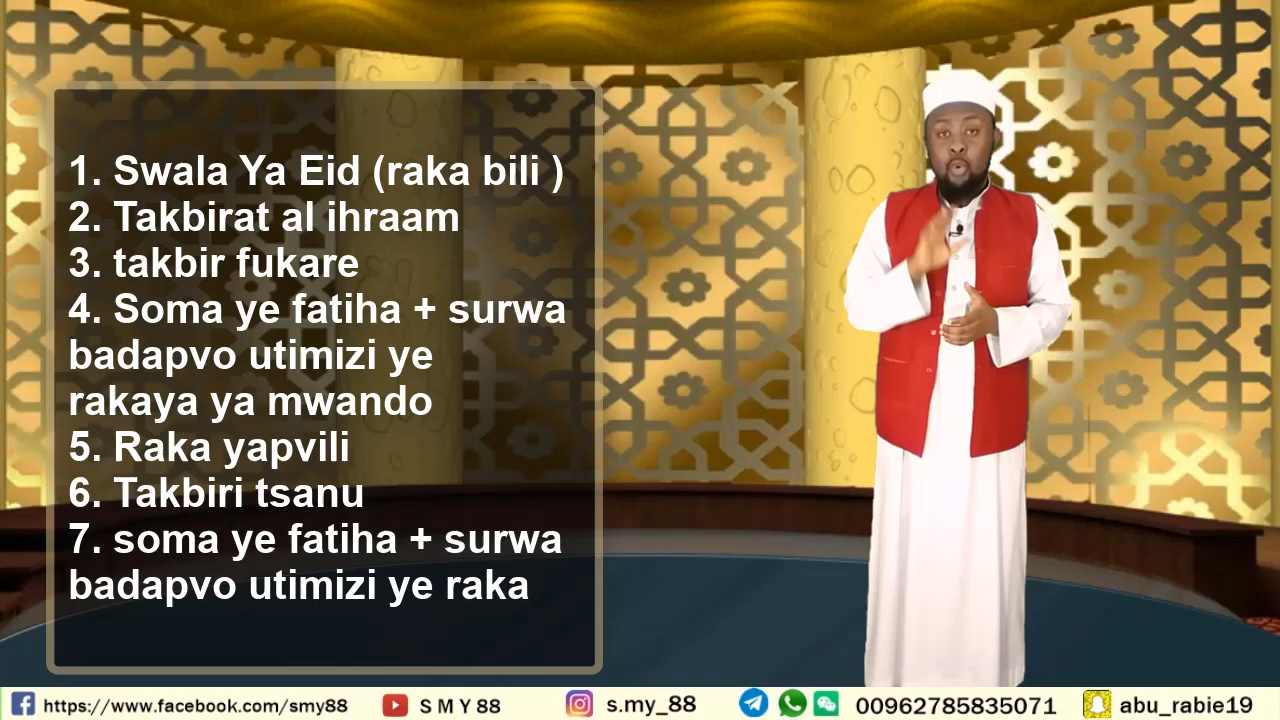 1. Swala Ya Eid (raka bili )
2. Takbirat al ihraam
3. takbir fukare
4. Soma ye fatiha + surwa
badapvo utimizi ye
rakaya ya mwando
5. Raka yapvili
6. Takbiri tsanu
7. soma ye fatiha + surwa
badapvo utimizi ye raka
https://www.facebook.com/smy88 S M Y 88 s.my_88 00962785835071 abu_rabie19